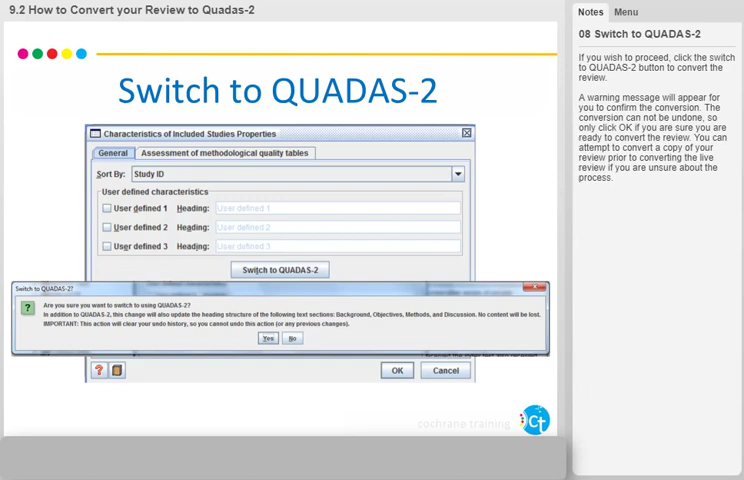 9.2 How to Convert your Review to Quadas-2
Switch to QUADAS-2
Characteristics of Included Studies Properties
General
Assessment of methodological quality tables
Sort By: Study ID
User defined characteristics
User defined 1 Heading: User defined 1
User defined 2 Heading: User defined 2
User defined 3 Heading: User defined 3
Switch to QUADAS-2
Switch to QUADAS-2?
Are you sure you want to switch to using QUADAS-2?
In addition to QUADAS-2, this change will also update the heading structure of the following text sections: Background, Objectives, Methods, and Discussion. No content will be lost.
IMPORTANT: This action will clear your undo history, so you cannot undo this action (or any previous changes).
Yes No
OK Cancel
cochrane training
ct
Notes Menu
08 Switch to QUADAS-2
If you wish to proceed, click the switch
to QUADAS-2 button to convert the
review.
A warning message will appear for
you to confirm the conversion. The
conversion can not be undone, so
only click OK if you are sure you are
ready to convert the review. You can
attempt to convert a copy of your
review prior to converting the live
review if you are unsure about the
process.